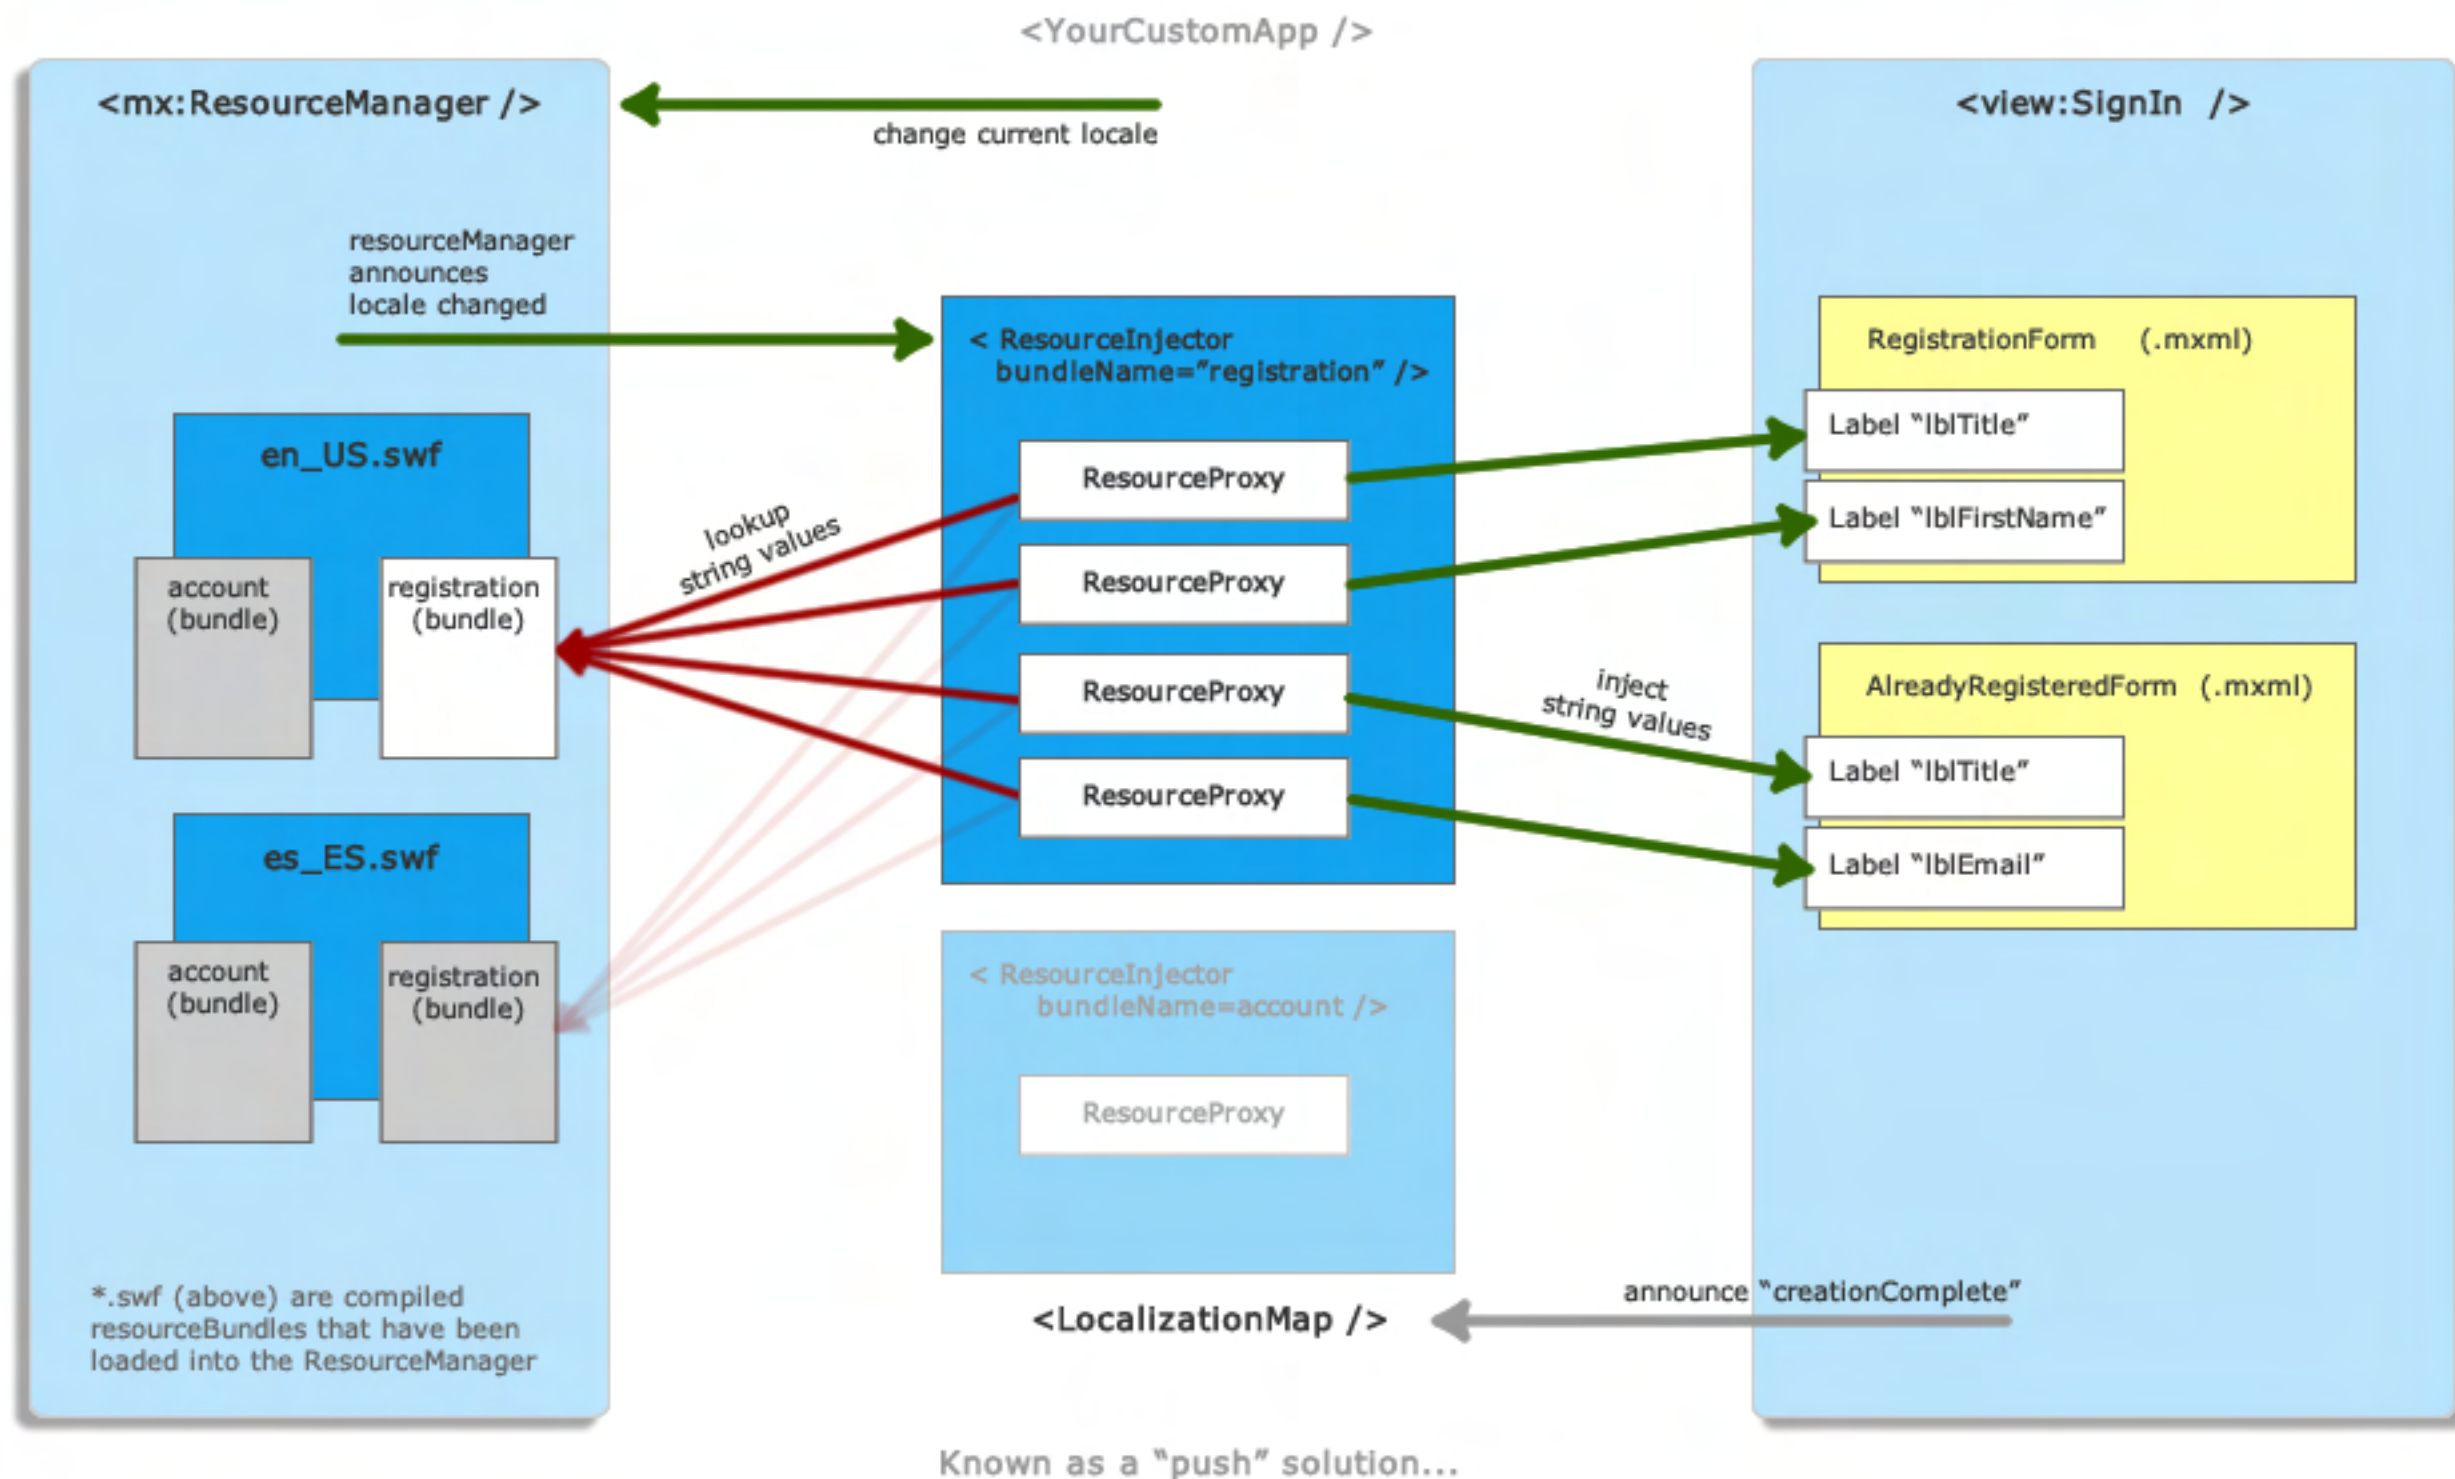 <YourCustomApp />
<mx:ResourceManager />
change current locale
<view:SignIn />
resourceManager
announces
locale changed
en_US.swf
account
(bundle)
registration
(bundle)
es_ES.swf
account
(bundle)
registration
(bundle)
*.swf (above) are compiled
resourceBundles that have been
loaded into the ResourceManager
lookup
string values
< ResourceInjector
bundleName=”registration” />
ResourceProxy
ResourceProxy
ResourceProxy
ResourceProxy
< ResourceInjector
bundleName=account />
ResourceProxy
<LocalizationMap />
inject
string values
RegistrationForm (.mxml)
Label “lblTitle”
Label “lblFirstName”
AlreadyRegisteredForm (.mxml)
Label “lblTitle”
Label “lblEmail”
announce “creationComplete”
Known as a “push” solution...